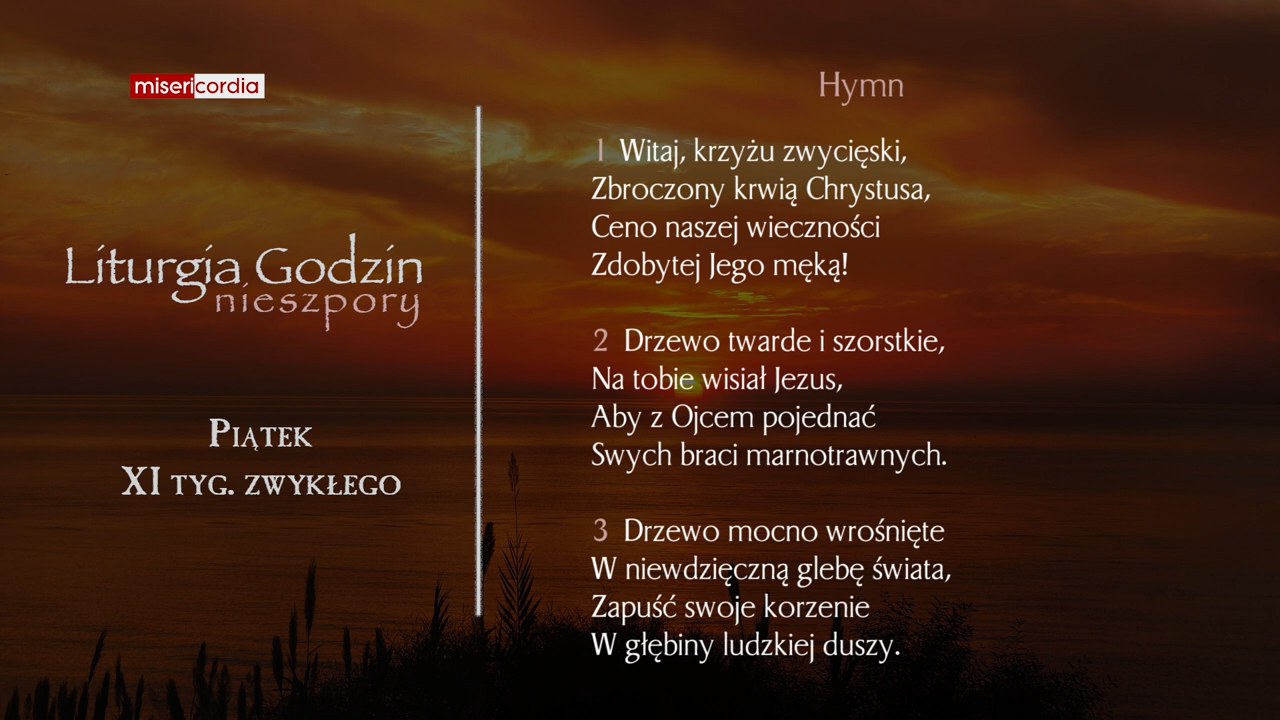 misericordia
Liturgia Godzin
nieszpory
Piątek
XI tyg. zwykłego
Hymn
1 Witaj, krzyżu zwycięski,
Zbroczony krwią Chrystusa,
Ceno naszej wieczności
Zdobytej Jego męką!
2 Drzewo twarde i szorstkie,
Na tobie wisiał Jezus,
Aby z Ojcem pojednać
Swych braci marnotrawnych.
3 Drzewo mocno wrośnięte
W niewdzięczną glebę świata,
Zapuść swoje korzenie
W głębiny ludzkiej duszy.